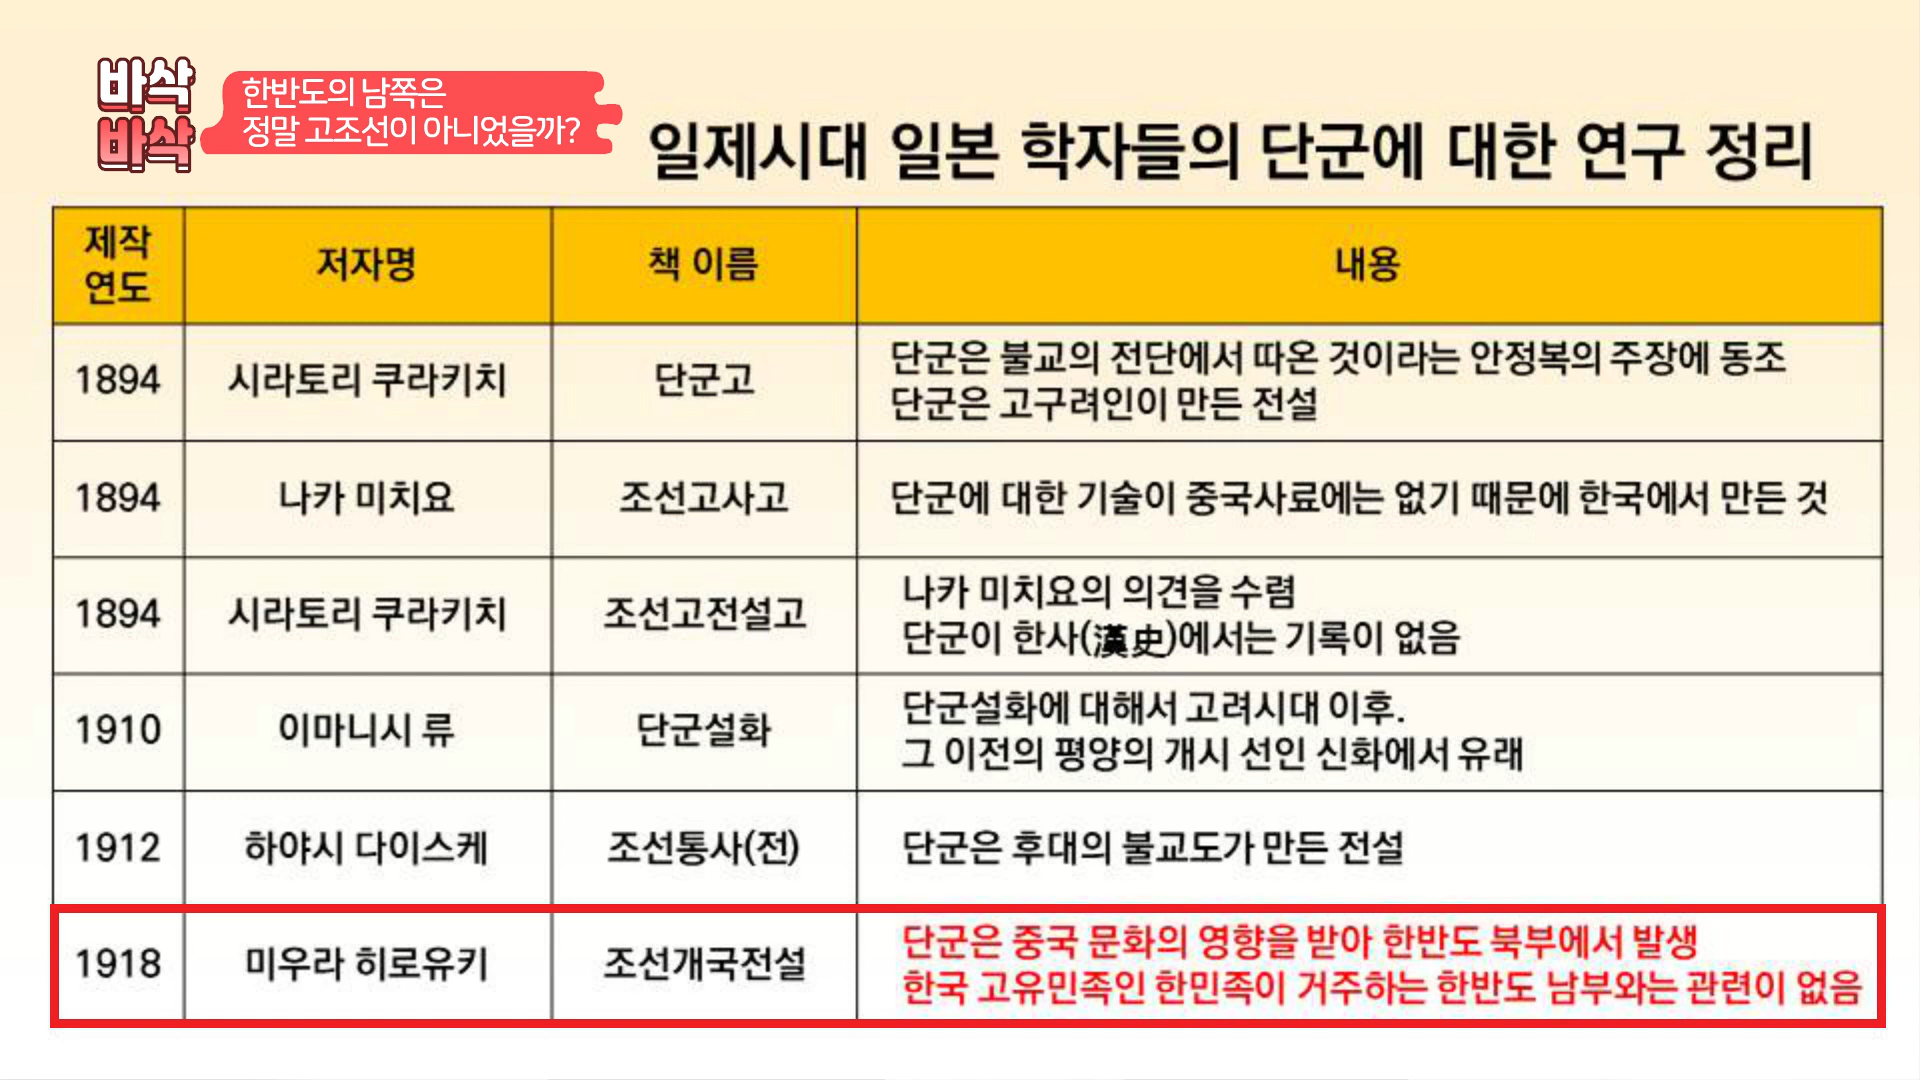 바삭
바삭
한반도의 남쪽은
정말 고조선이 아니었을까?
일제시대 일본 학자들의 단군에 대한 연구 정리
제작
연도
저자명
책 이름
내용
1894
시라토리 쿠라키치
단군고
단군은 불교의 전단에서 따온 것이라는 안정복의 주장에 동조
단군은 고구려인이 만든 전설
1894
나카 미치요
조선고사고
단군에 대한 기술이 중국사료에는 없기 때문에 한국에서 만든 것
1894
시라토리 쿠라키치
조선고전설고
나카 미치요의 의견을 수렴
단군이 한사(漢史)에서는 기록이 없음
1910
이마니시 류
단군설화
단군설화에 대해서 고려시대 이후.
그 이전의 평양의 개시 선인 신화에서 유래
1912
하야시 다이스케
조선통사(전)
단군은 후대의 불교도가 만든 전설
1918
미우라 히로유키
조선개국전설
단군은 중국 문화의 영향을 받아 한반도 북부에서 발생
한국 고유민족인 한민족이 거주하는 한반도 남부와는 관련이 없음